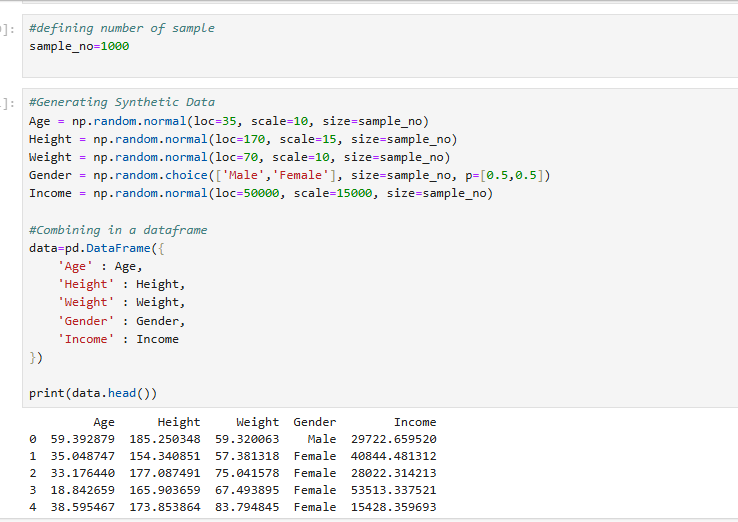 ]:
#defining number of sample
sample_no=1000
]:
#Generating Synthetic Data
Age = np.random.normal(loc=35, scale=10, size=sample_no)
Height = np.random.normal(loc=170, scale=15, size=sample_no)
Weight = np.random.normal(loc=70, scale=10, size=sample_no)
Gender = np.random.choice(['Male','Female'], size=sample_no, p=[0.5,0.5])
Income = np.random.normal(loc=50000, scale=15000, size=sample_no)
#Combining in a dataframe
data=pd.DataFrame({
    'Age' : Age,
    'Height' : Height,
    'Weight' : Weight,
    'Gender' : Gender,
    'Income' : Income
})
print(data.head())
         Age      Height     Weight  Gender        Income
0  59.392879  185.250348  59.320063    Male  29722.659520
1  35.048747  154.340851  57.381318  Female  40844.481312
2  33.176440  177.087491  75.041578  Female  28022.314213
3  18.842659  165.903659  67.493895  Female  53513.337521
4  38.595467  173.853864  83.794845  Female  15428.359693